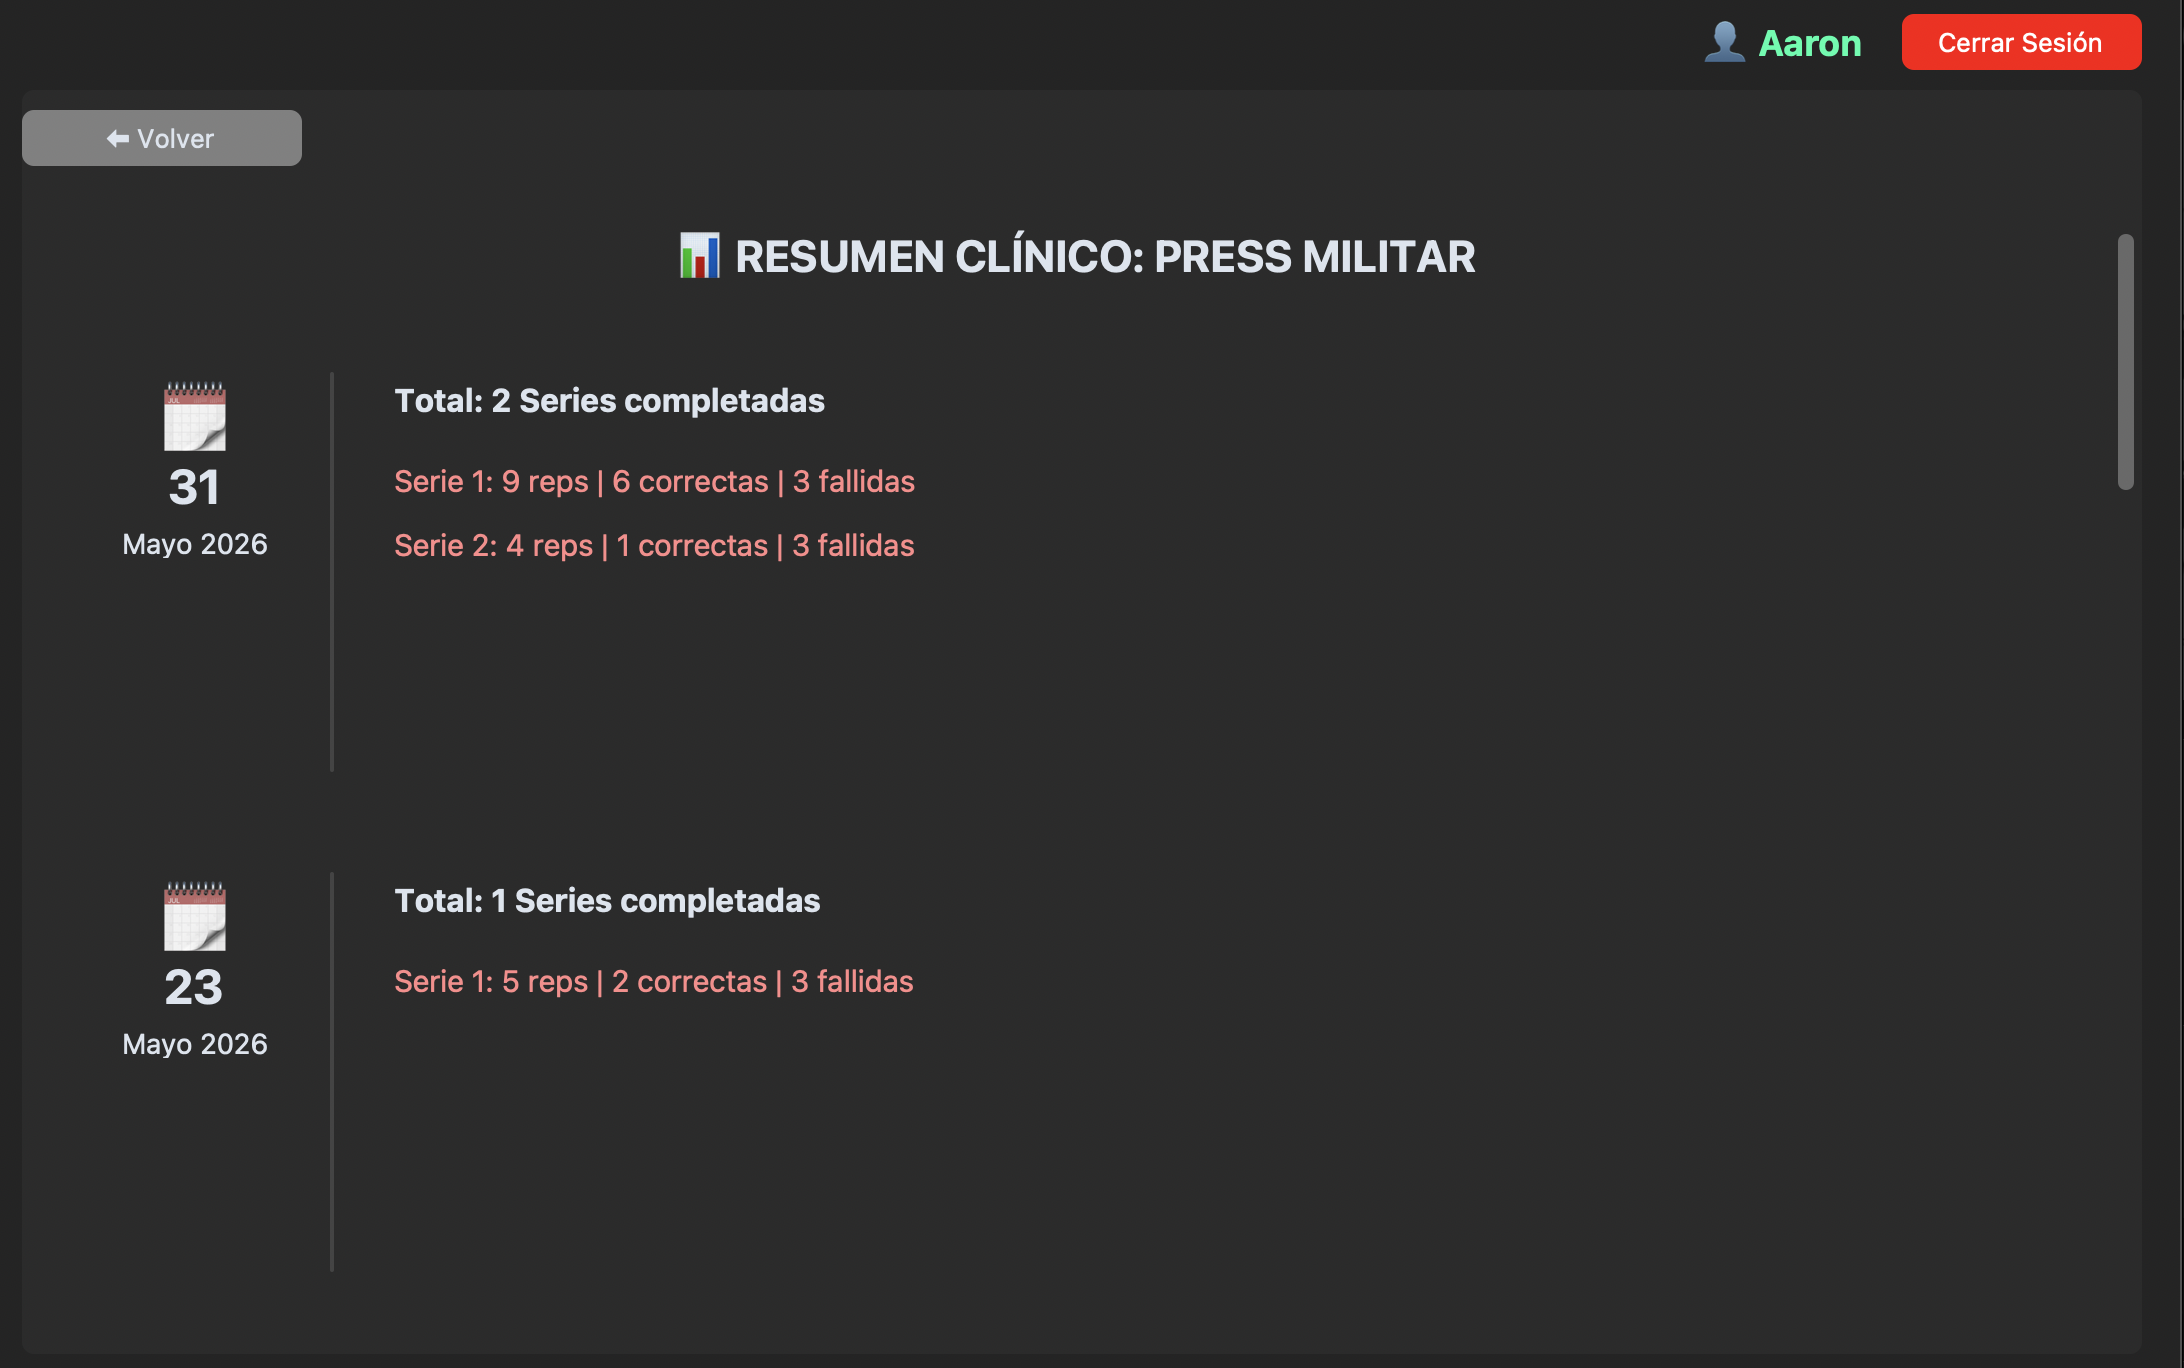 Aaron
Cerrar Sesión
Volver
RESUMEN CLÍNICO: PRESS MILITAR
JUL
31
Mayo 2026
Total: 2 Series completadas
Serie 1: 9 reps | 6 correctas | 3 fallidas
Serie 2: 4 reps | 1 correctas | 3 fallidas
JUL
23
Mayo 2026
Total: 1 Series completadas
Serie 1: 5 reps | 2 correctas | 3 fallidas